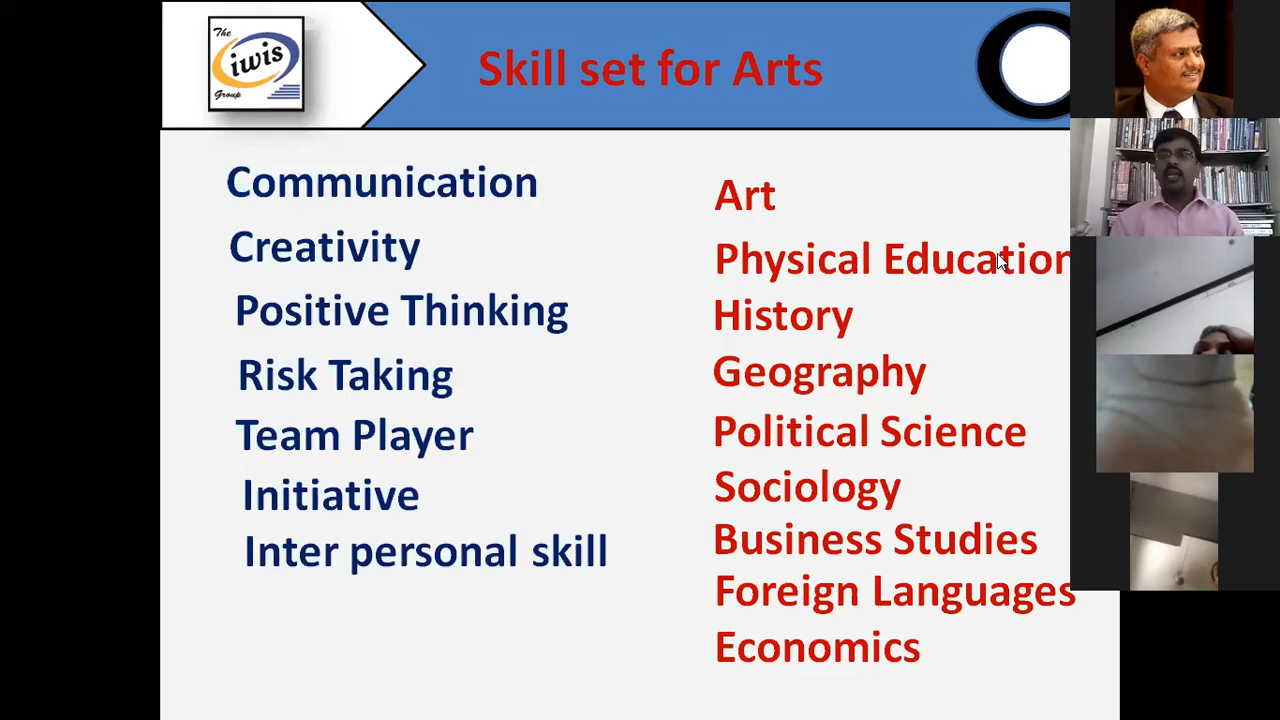 The
iwis
Group
Skill set for Arts
Communication
Creativity
Positive Thinking
Risk Taking
Team Player
Initiative
Inter personal skill
Art
Physical Education
History
Geography
Political Science
Sociology
Business Studies
Foreign Languages
Economics